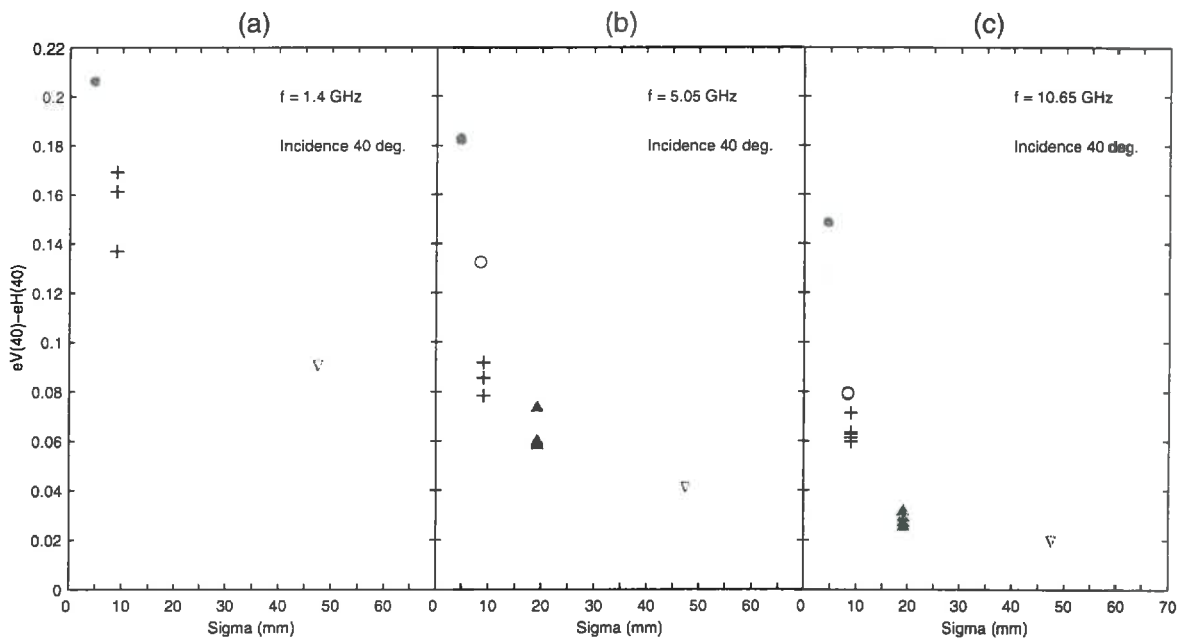 (a) (b) (c)
eV(40)−eH(40)
0.22
0.2
0.18
0.16
0.14
0.12
0.1
0.08
0.06
0.04
0.02
0
f = 1.4 GHz
Incidence 40 deg.
f = 5.05 GHz
Incidence 40 deg.
f = 10.65 GHz
Incidence 40 deg.
0 10 20 30 40 50 60
0 10 20 30 40 50 60
0 10 20 30 40 50 60 70
Sigma (mm)
Sigma (mm)
Sigma (mm)